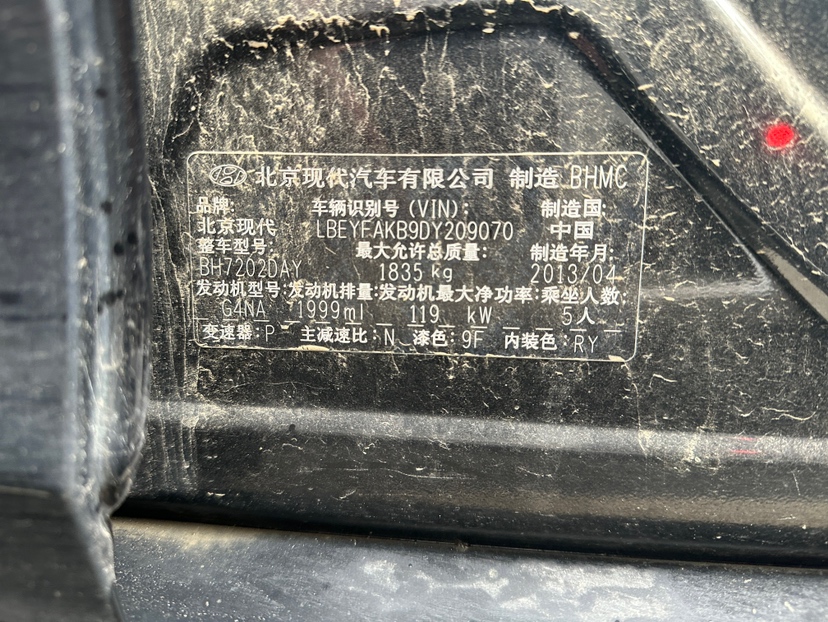 北京现代汽车有限公司 制造 BHMC
品牌: 车辆识别号(VIN): 制造国:
北京现代 LBEYFAKB9DY209070 中国
整车型号: 最大允许总质量: 制造年月:
BH7202DAY 1835 kg 2013/04
发动机型号: 发动机排量: 发动机最大净功率: 乘坐人数:
G4NA 1999ml 119 kW 5人
变速器:P 主减速比:N 漆色:9F 内装色:RY